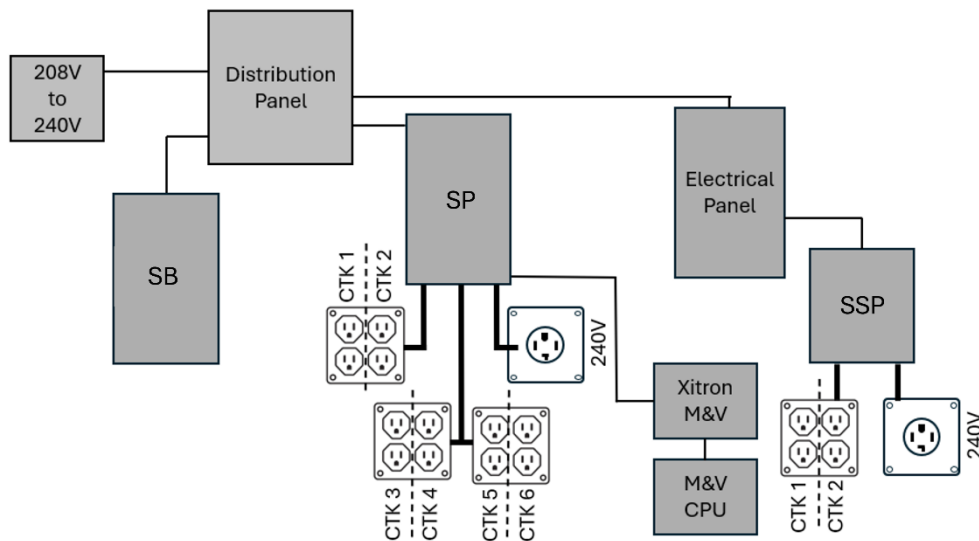 208V
to
240V
Distribution
Panel
SB
SP
Electrical
Panel
SSP
CTK 1
CTK 2
240V
CTK 3
CTK 4
CTK 5
CTK 6
Xitron
M&V
M&V
CPU
CTK 1
CTK 2
240V